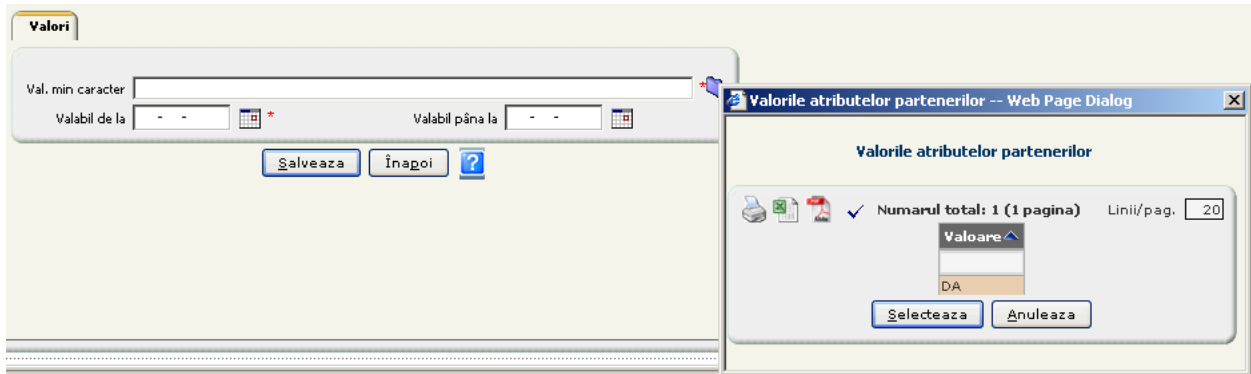 Valori
Val. min caracter *
Valabil de la - - * Valabil pâna la - -
Salveaza Înapoi ?
Valorile atributelor partenerilor -- Web Page Dialog
Valorile atributelor partenerilor
Numarul total: 1 (1 pagina) Linii/pag. 20
Valoare
DA
Selecteaza Anuleaza